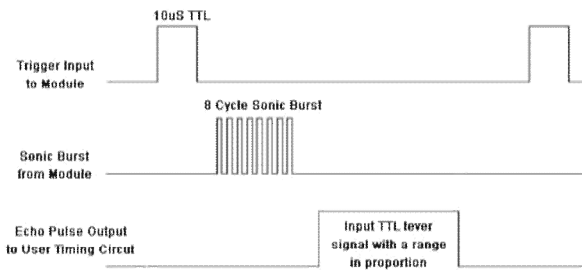 10uS TTL
Trigger Input
to Module
8 Cycle Sonic Burst
Sonic Burst
from Module
Echo Pulse Output
to User Timing Circut
Input TTL lever
signal with a range
in proportion